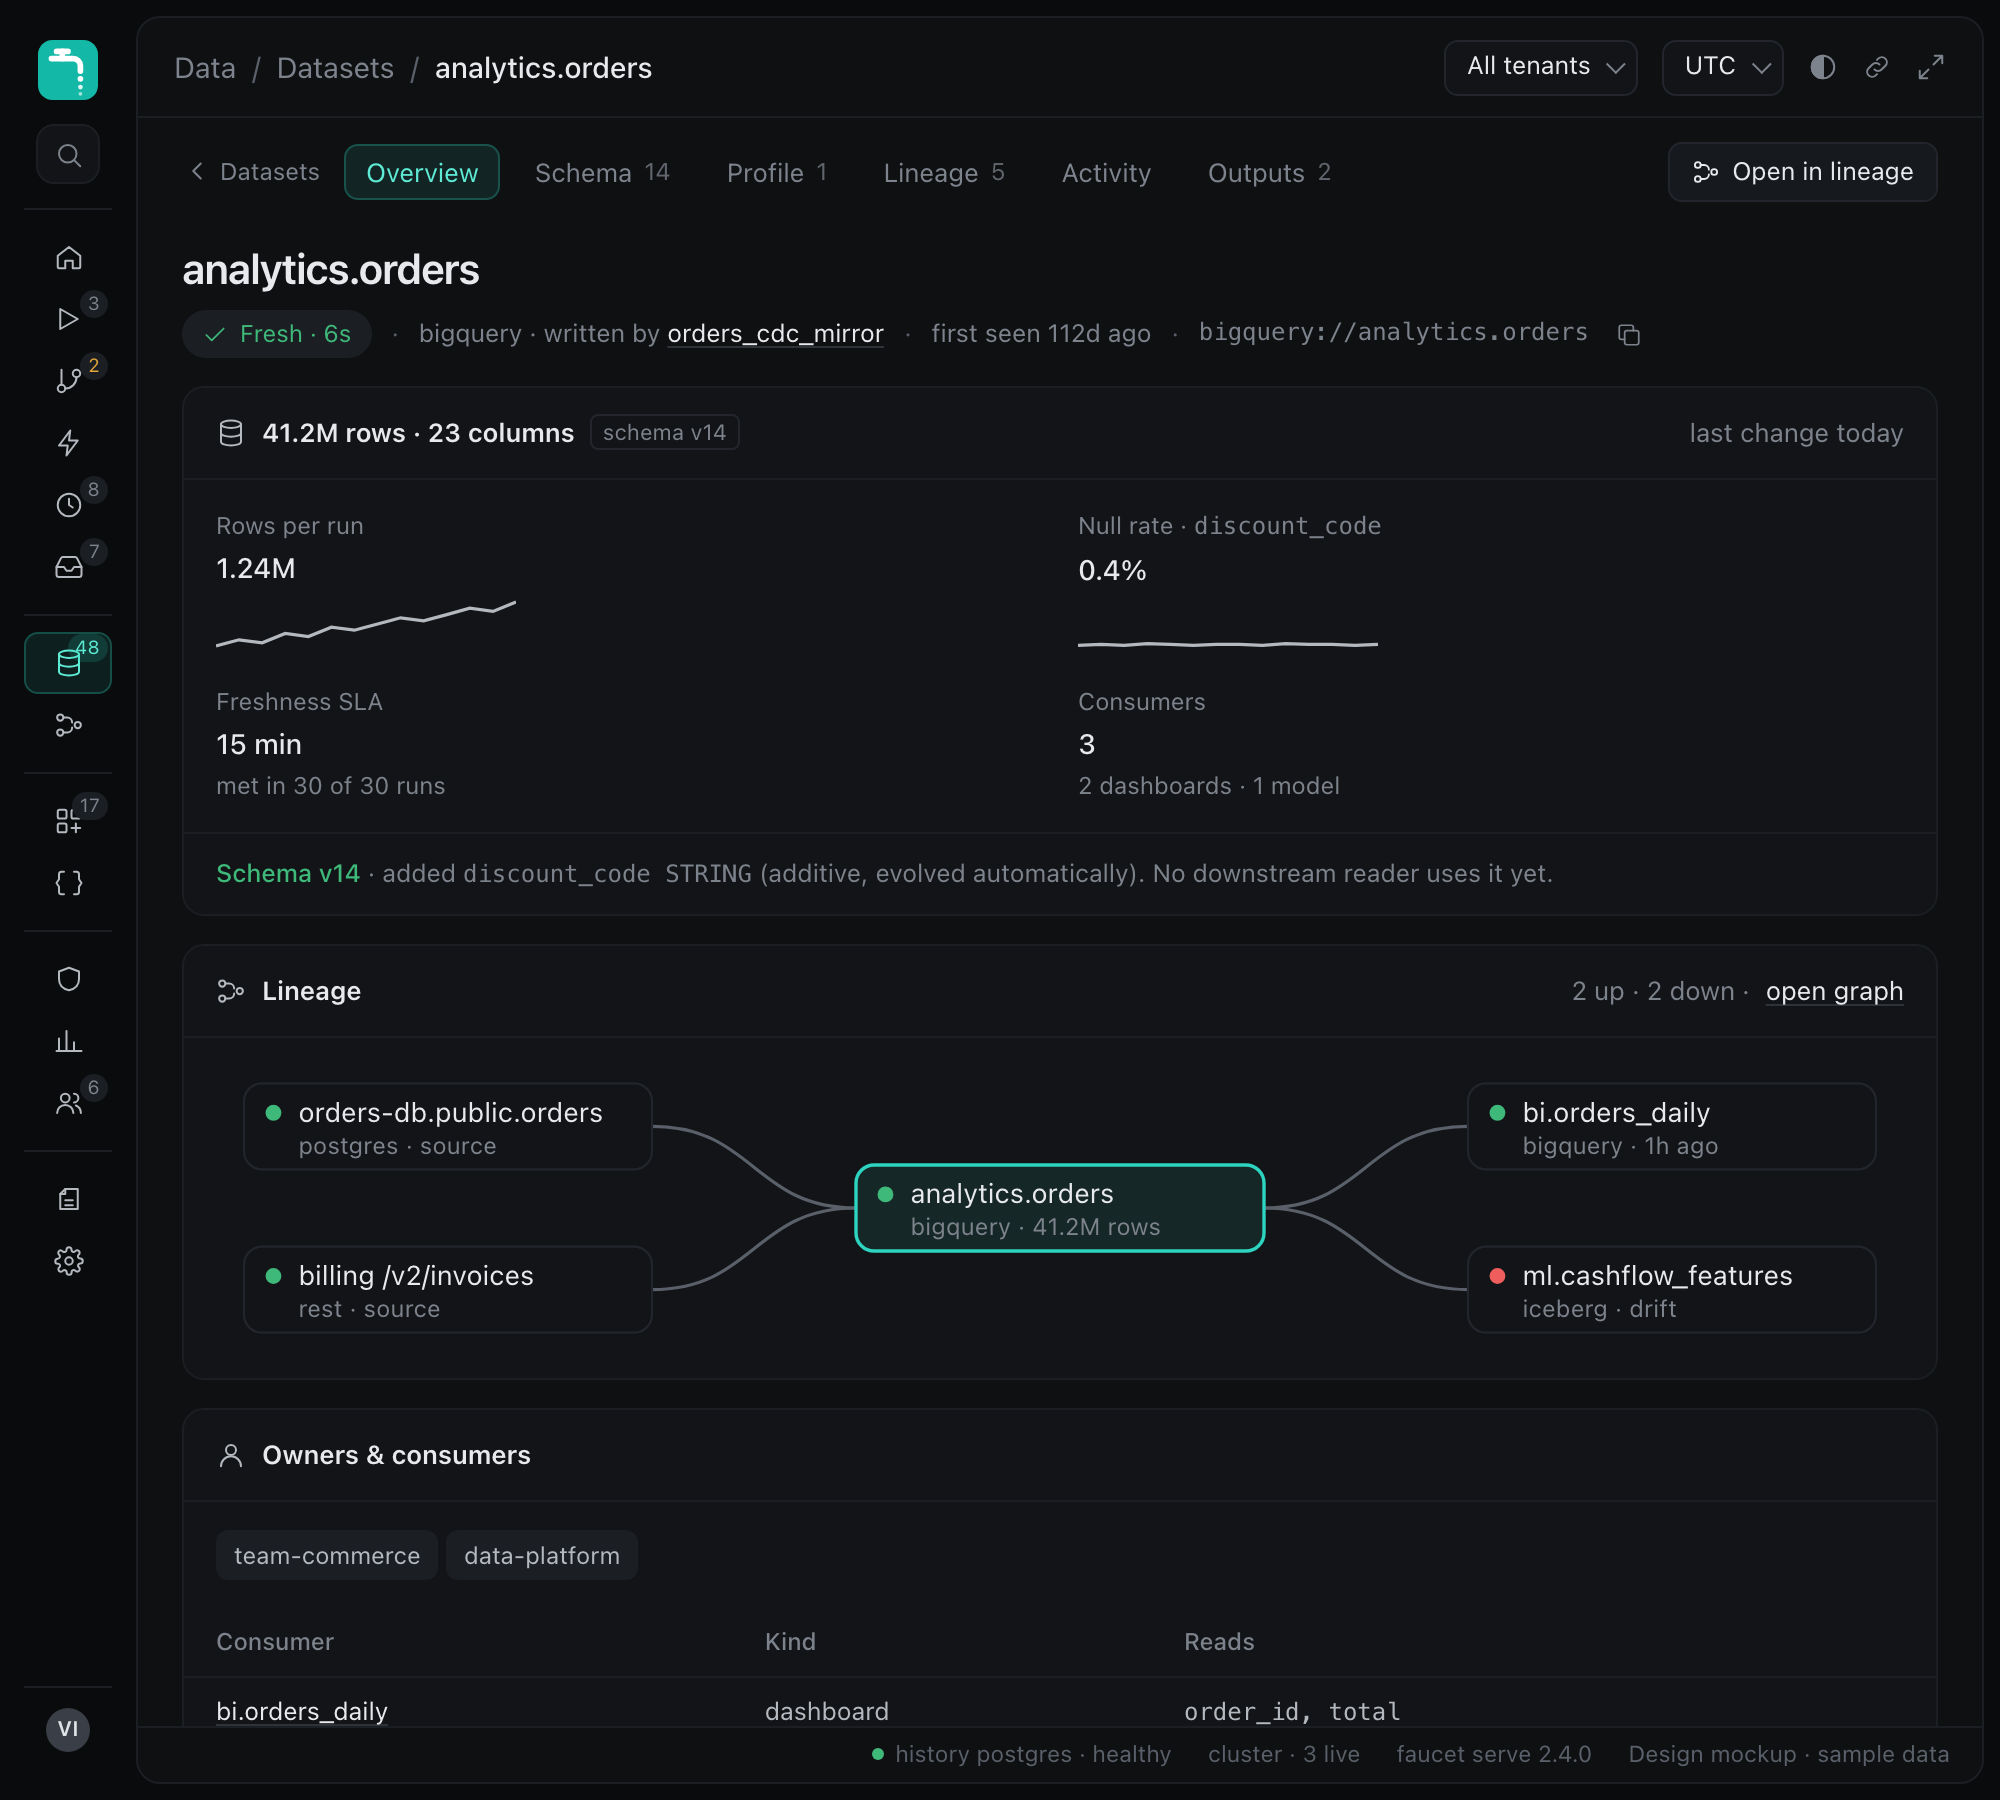 Data / Datasets / analytics.orders
All tenants
UTC
Datasets
Overview
Schema 14
Profile 1
Lineage 5
Activity
Outputs 2
Open in lineage
3
2
8
7
48
17
6
VI
analytics.orders
Fresh · 6s · bigquery · written by orders_cdc_mirror · first seen 112d ago · bigquery://analytics.orders
41.2M rows · 23 columns schema v14
last change today
Rows per run
1.24M
Null rate · discount_code
0.4%
Freshness SLA
15 min
met in 30 of 30 runs
Consumers
3
2 dashboards · 1 model
Schema v14 · added discount_code STRING (additive, evolved automatically). No downstream reader uses it yet.
Lineage
2 up · 2 down · open graph
orders-db.public.orders
postgres · source
billing /v2/invoices
rest · source
analytics.orders
bigquery · 41.2M rows
bi.orders_daily
bigquery · 1h ago
ml.cashflow_features
iceberg · drift
Owners & consumers
team-commerce
data-platform
Consumer Kind Reads
bi.orders_daily dashboard order_id, total
history postgres · healthy
cluster · 3 live
faucet serve 2.4.0
Design mockup · sample data